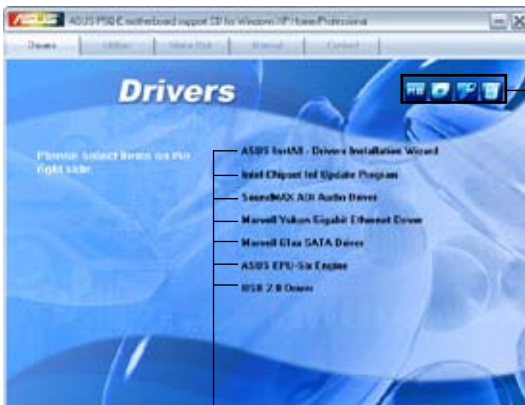 ASUS P5Q-E motherboard support CD for Windows XP Home/Professional
Drivers
Utilities
Make Disk
Manual
Contact
Drivers
Please select items on the
right side.
ASUS InstAll - Drivers Installation Wizard
Intel Chipset Inf Update Program
SoundMAX ADI Audio Driver
Marvell Yukon Gigabit Ethernet Driver
Marvell 61xx SATA Driver
ASUS EPU-Six Engine
USB 2.0 Driver